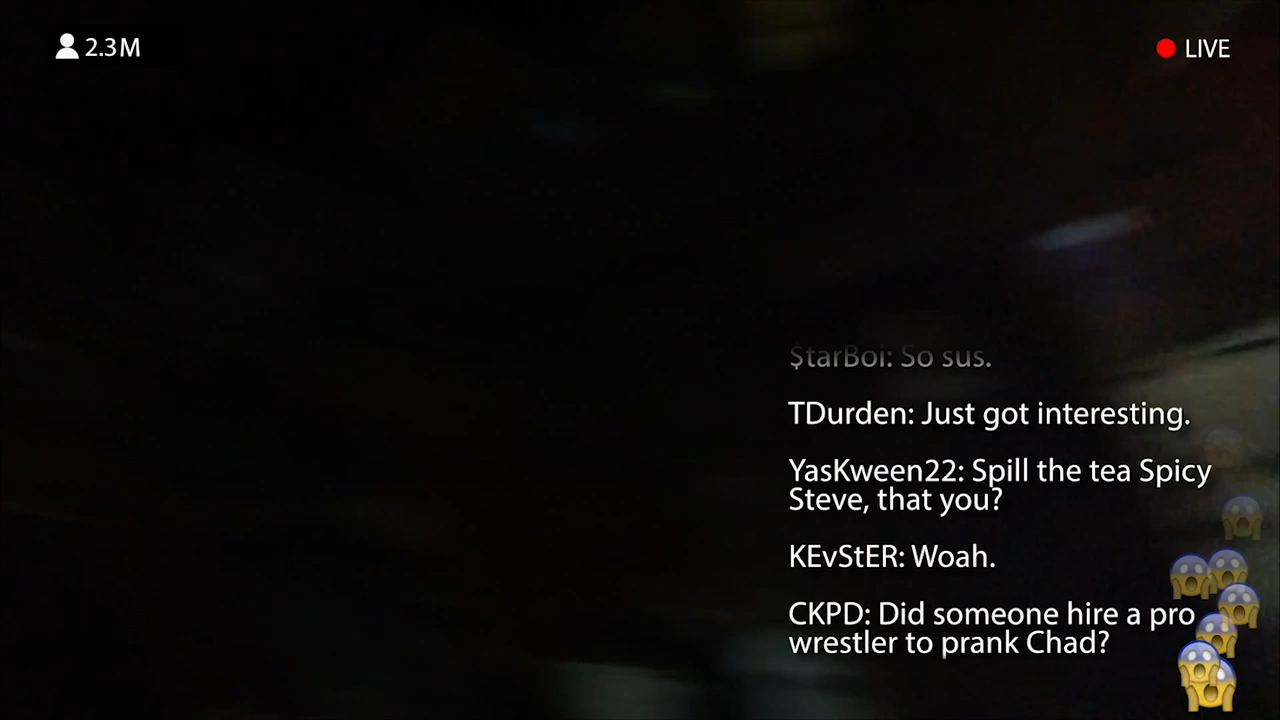 2.3M
LIVE
$tarBoi: So sus.
TDurden: Just got interesting.
YasKween22: Spill the tea Spicy
Steve, that you?
KEvStER: Woah.
CKPD: Did someone hire a pro
wrestler to prank Chad?